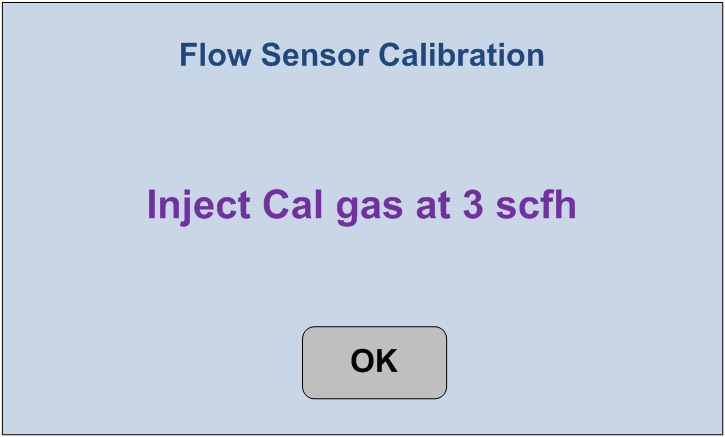 Flow Sensor Calibration
Inject Cal gas at 3 scfh
OK